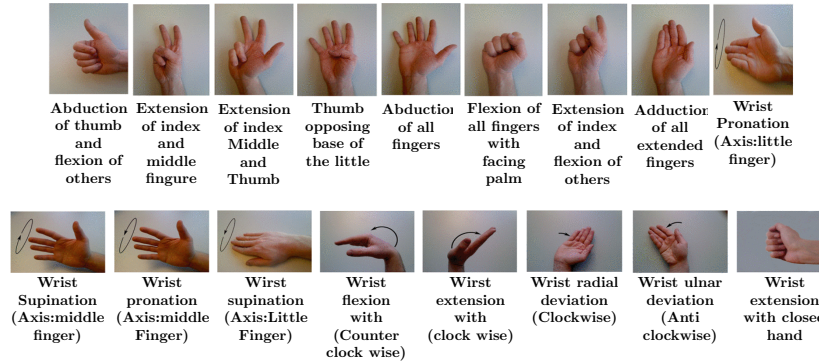 Abduction
of thumb
and
flexion of
others
Extension
of index
and
middle
fingure
Extension
of index
Middle
and
Thumb
Thumb
opposing
base of
the little
Abduction
of all
fingers
Flexion of
all fingers
with
facing
palm
Extension
of index
and
flexion of
others
Adduction
of all
extended
fingers
Wrist
Pronation
(Axis:little
finger)
Wrist
Supination
(Axis:middle
finger)
Wrist
pronation
(Axis:middle
Finger)
Wirst
supination
(Axis:Little
Finger)
Wrist
flexion
with
(Counter
clock wise)
Wirst
extension
with
(clock wise)
Wrist radial
deviation
(Clockwise)
Wrist ulnar
deviation
(Anti
clockwise)
Wrist
extension
with closed
hand